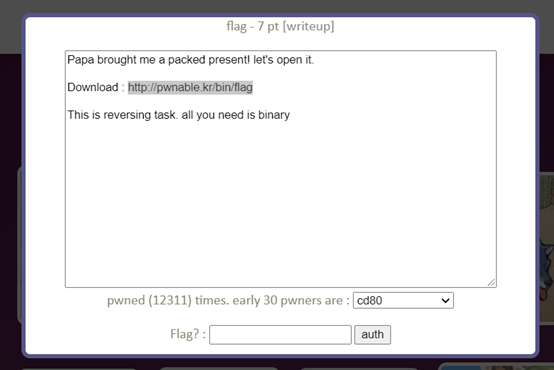 flag - 7 pt [writeup]
Papa brought me a packed present! let's open it.
Download : http://pwnable.kr/bin/flag
This is reversing task. all you need is binary
pwned (12311) times. early 30 pwners are : cd80
Flag? : auth